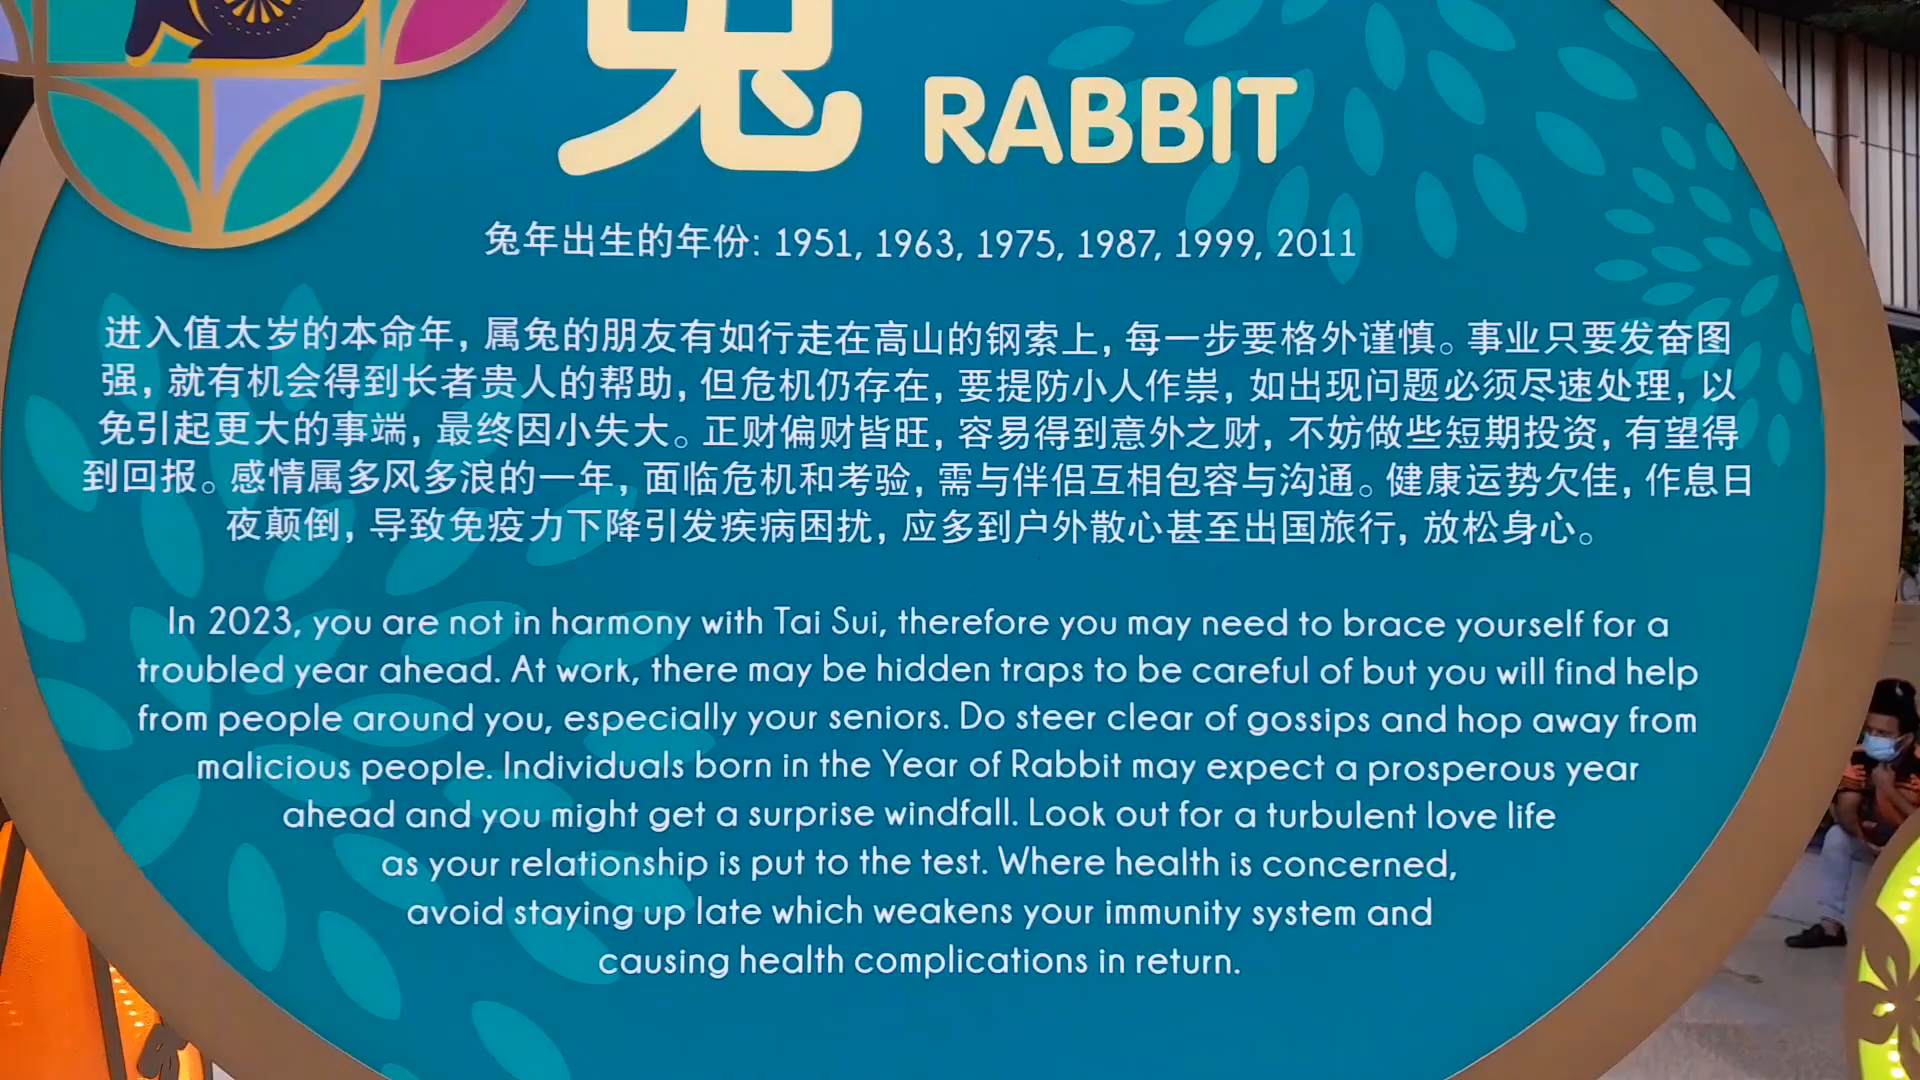 兔
RABBIT
兔年出生的年份: 1951, 1963, 1975, 1987, 1999, 2011
进入值太岁的本命年, 属兔的朋友有如行走在高山的钢索上, 每一步要格外谨慎。事业只要发奋图
强, 就有机会得到长者贵人的帮助, 但危机仍存在, 要提防小人作祟, 如出现问题必须尽速处理, 以
免引起更大的事端, 最终因小失大。正财偏财皆旺, 容易得到意外之财, 不妨做些短期投资, 有望得
到回报。感情属多风多浪的一年, 面临危机和考验, 需与伴侣互相包容与沟通。健康运势欠佳, 作息日
夜颠倒, 导致免疫力下降引发疾病困扰, 应多到户外散心甚至出国旅行, 放松身心。
In 2023, you are not in harmony with Tai Sui, therefore you may need to brace yourself for a
troubled year ahead. At work, there may be hidden traps to be careful of but you will find help
from people around you, especially your seniors. Do steer clear of gossips and hop away from
malicious people. Individuals born in the Year of Rabbit may expect a prosperous year
ahead and you might get a surprise windfall. Look out for a turbulent love life
as your relationship is put to the test. Where health is concerned,
avoid staying up late which weakens your immunity system and
causing health complications in return.